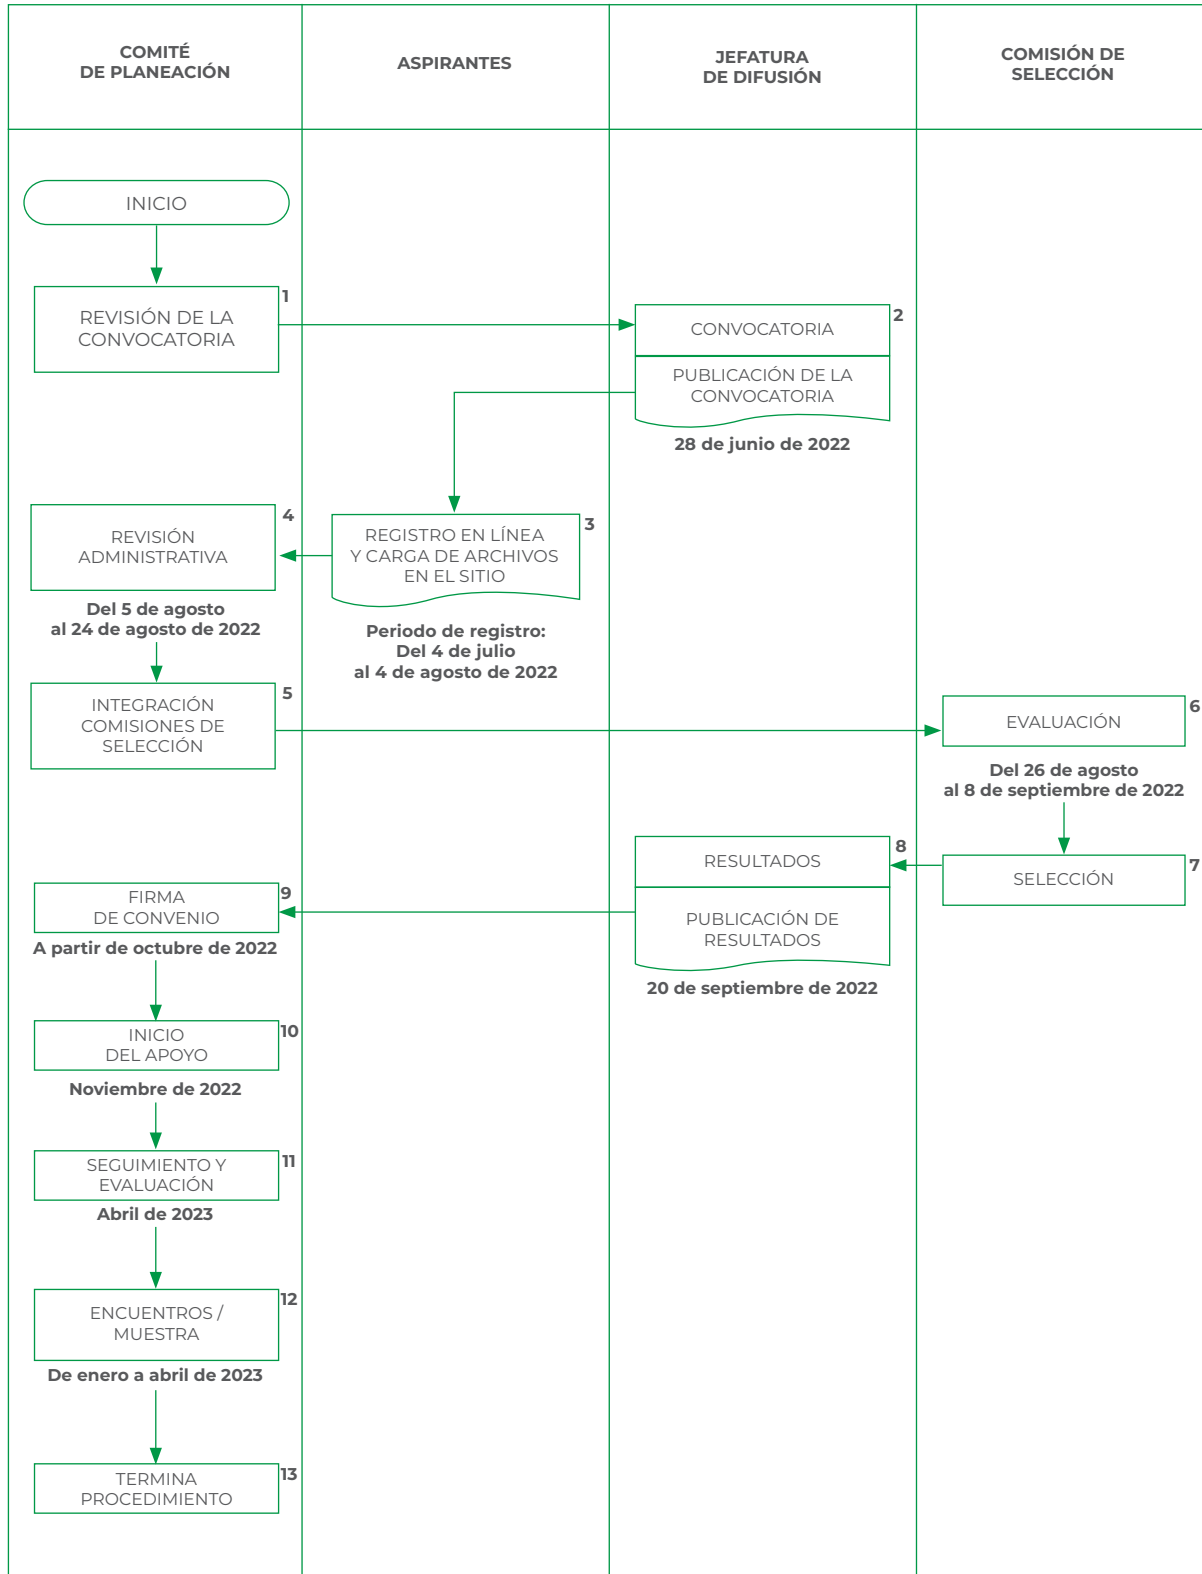 COMITÉ
DE PLANEACIÓN
ASPIRANTES
JEFATURA
DE DIFUSIÓN
COMISIÓN DE
SELECCIÓN
INICIO
1
REVISIÓN DE LA
CONVOCATORIA
2
CONVOCATORIA
PUBLICACIÓN DE LA
CONVOCATORIA
28 de junio de 2022
3
REGISTRO EN LÍNEA
Y CARGA DE ARCHIVOS
EN EL SITIO
Periodo de registro:
Del 4 de julio
al 4 de agosto de 2022
4
REVISIÓN
ADMINISTRATIVA
Del 5 de agosto
al 24 de agosto de 2022
5
INTEGRACIÓN
COMISIONES DE
SELECCIÓN
6
EVALUACIÓN
Del 26 de agosto
al 8 de septiembre de 2022
7
SELECCIÓN
8
RESULTADOS
PUBLICACIÓN DE
RESULTADOS
20 de septiembre de 2022
9
FIRMA
DE CONVENIO
A partir de octubre de 2022
10
INICIO
DEL APOYO
Noviembre de 2022
11
SEGUIMIENTO Y
EVALUACIÓN
Abril de 2023
12
ENCUENTROS /
MUESTRA
De enero a abril de 2023
13
TERMINA
PROCEDIMIENTO